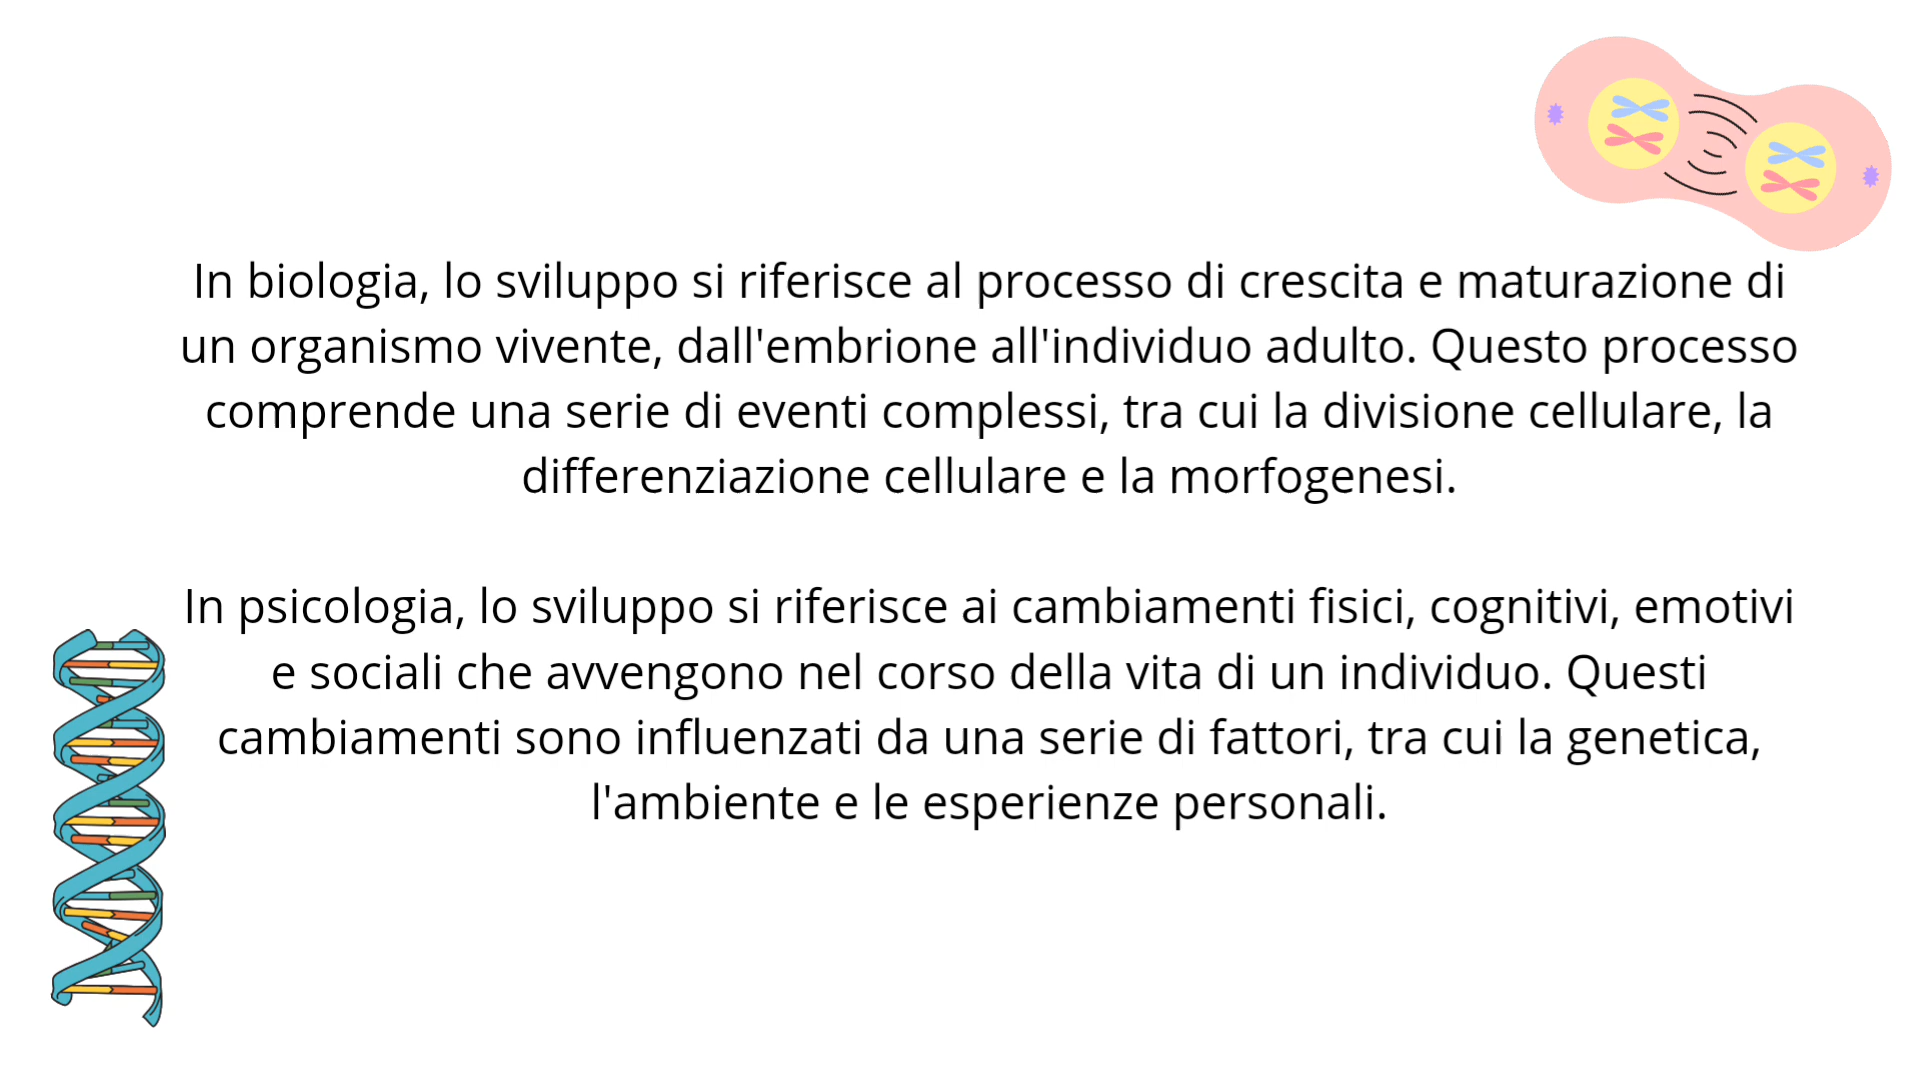 In biologia, lo sviluppo si riferisce al processo di crescita e maturazione di
un organismo vivente, dall'embrione all'individuo adulto. Questo processo
comprende una serie di eventi complessi, tra cui la divisione cellulare, la
differenziazione cellulare e la morfogenesi.
In psicologia, lo sviluppo si riferisce ai cambiamenti fisici, cognitivi, emotivi
e sociali che avvengono nel corso della vita di un individuo. Questi
cambiamenti sono influenzati da una serie di fattori, tra cui la genetica,
l'ambiente e le esperienze personali.